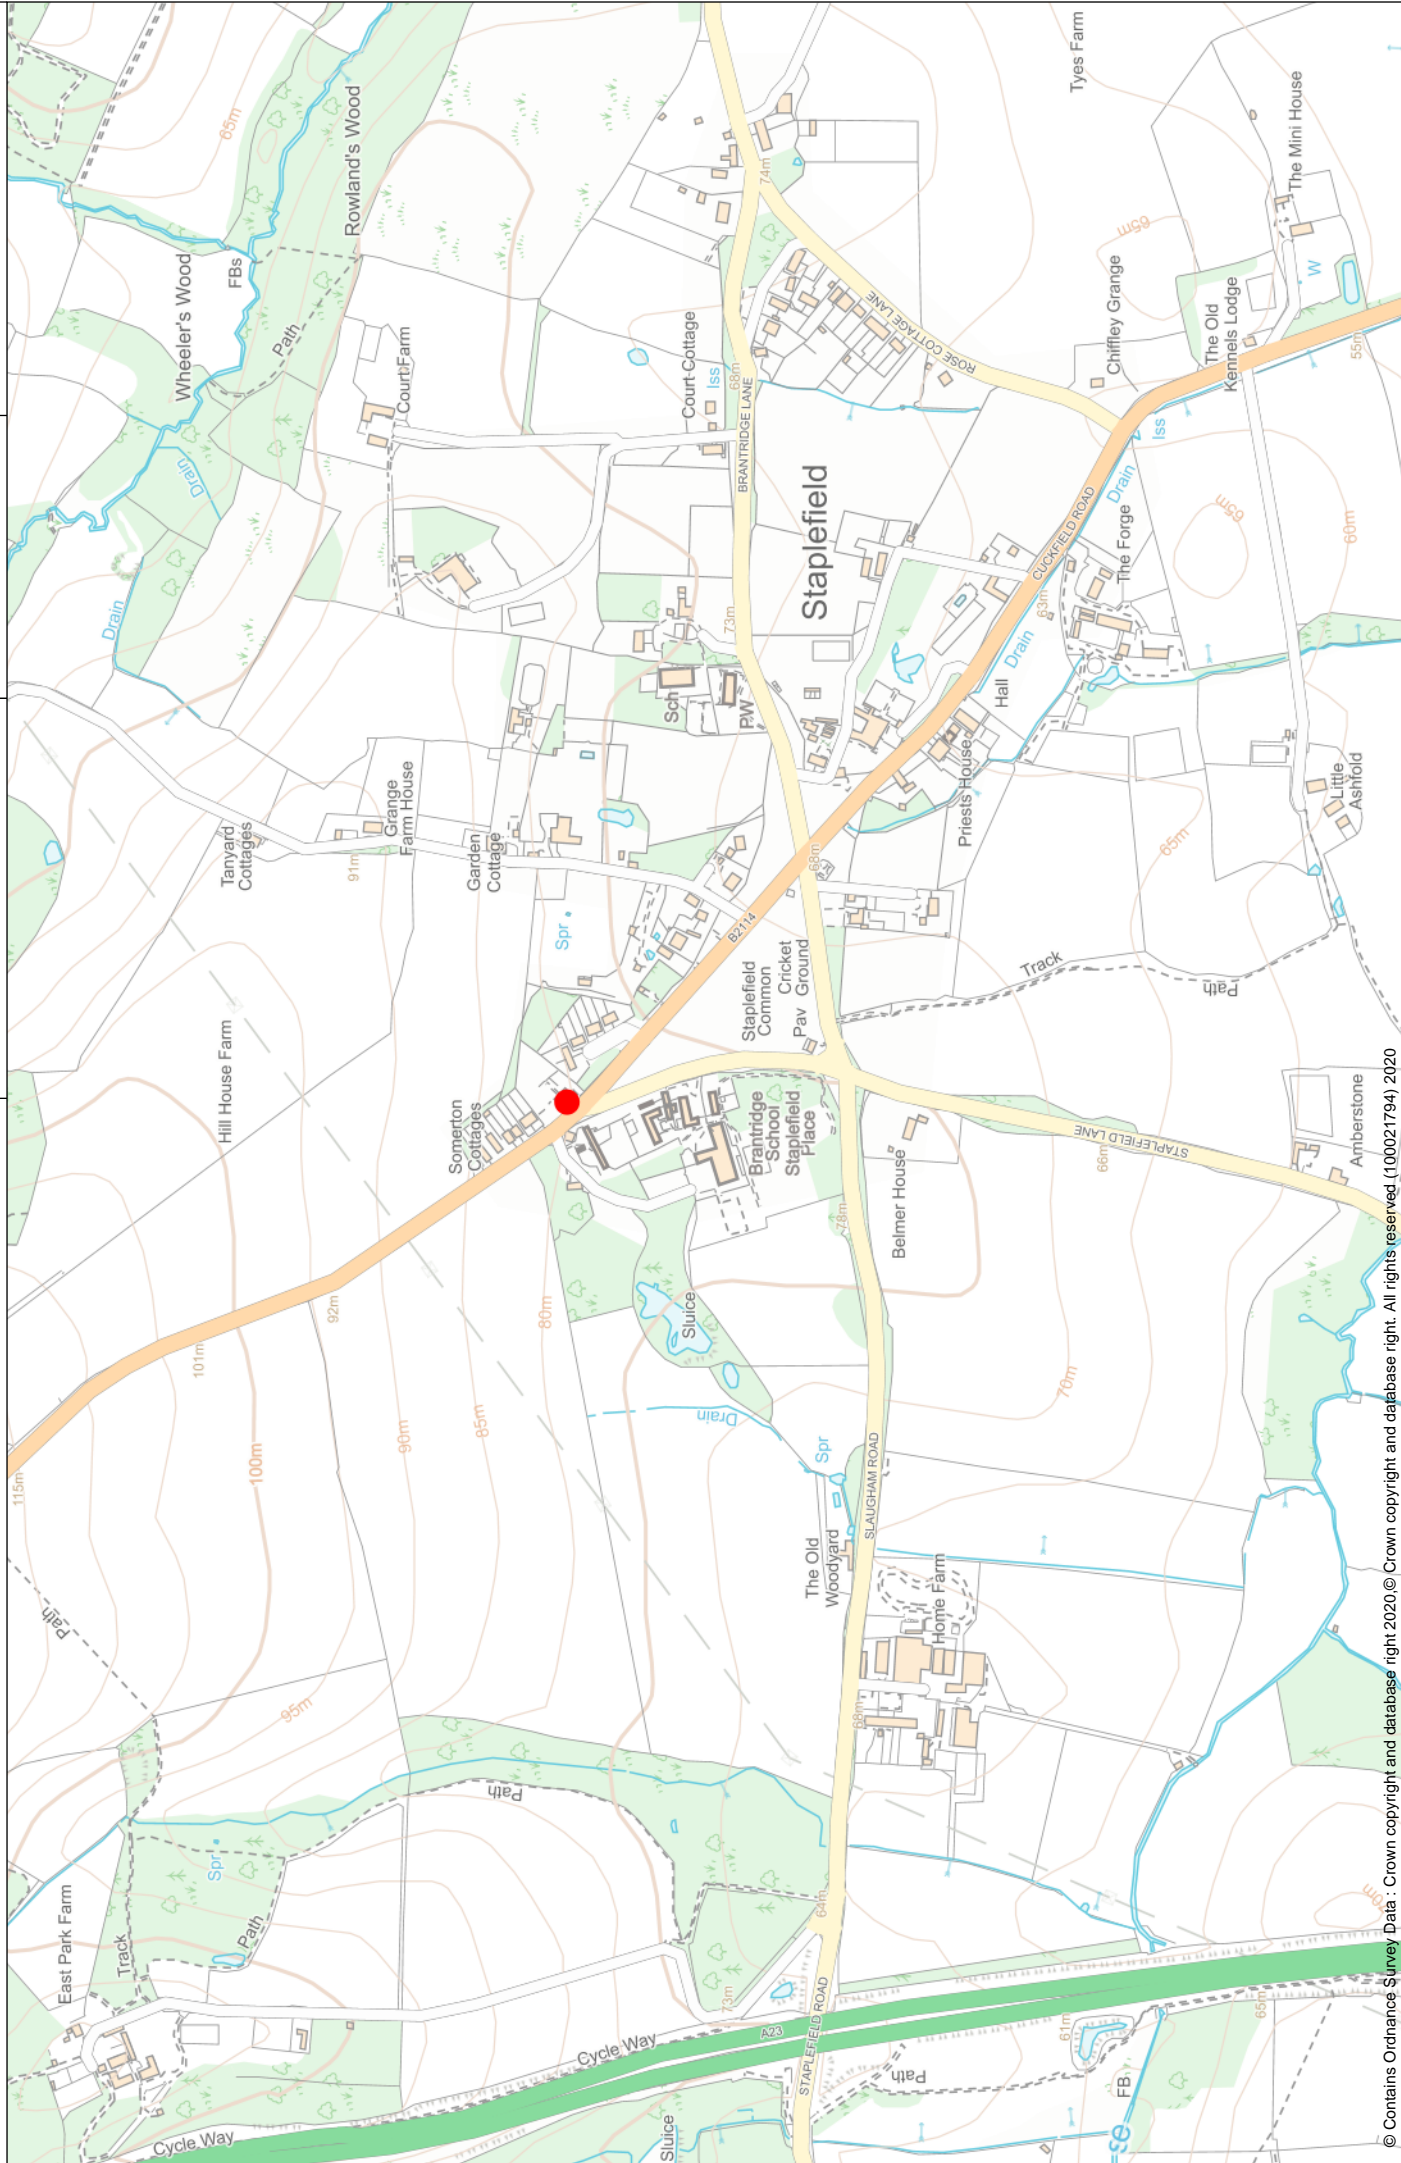 Tyes Farm
The Mini House
W
65m
Rowland's Wood
Wheeler's Wood
FBs
Path
Court Farm
Drain
Drain
74m
ROSE COTTAGE LANE
65m
Chiffley Grange
The Old
Kennels Lodge
55m
Court Cottage
Iss
68m
BRANTRIDGE LANE
Staplefield
Iss
Drain
CUCKFIELD ROAD
65m
60m
The Forge
63m
Drain
Hall
73m
Sch
PW
Priests House
Little
Ashfold
65m
Tanyard
Cottages
91m
Grange
Farm House
Garden
Cottage
Spr
B2114
68m
Staplefield
Common
Cricket
Ground
Pav
Track
Path
Hill House Farm
Somerton
Cottages
Brantridge
School
Staplefield
Place
Belmer House
STAPLEFIELD LANE
66m
Amberstone
78m
92m
101m
80m
Sluice
115m
100m
90m
85m
Drain
Spr
70m
SLAUGHAM ROAD
The Old
Woodyard
Home Farm
Path
95m
68m
Path
Spr
East Park Farm
Track
Path
64m
73m
A23
STAPLEFIELD ROAD
Cycle Way
Cycle Way
Path
61m
65m
FB
Sluice
se
© Contains Ordnance Survey Data : Crown copyright and database right 2020,© Crown copyright and database right. All rights reserved (100021794) 2020